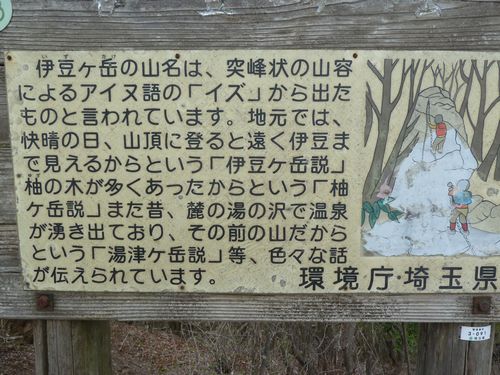 伊豆ヶ岳の山名は、突峰状の山容
によるアイヌ語の「イズ」から出た
ものと言われています。地元では、
快晴の日、山頂に登ると遠く伊豆ま
で見えるからという「伊豆ヶ岳説」
柚の木が多くあったからという「柚
ヶ岳説」また昔、麓の湯の沢で温泉
が湧き出ており、その前の山だから
という「湯津ヶ岳説」等、色々な話
が伝えられています。
環境庁・埼玉県